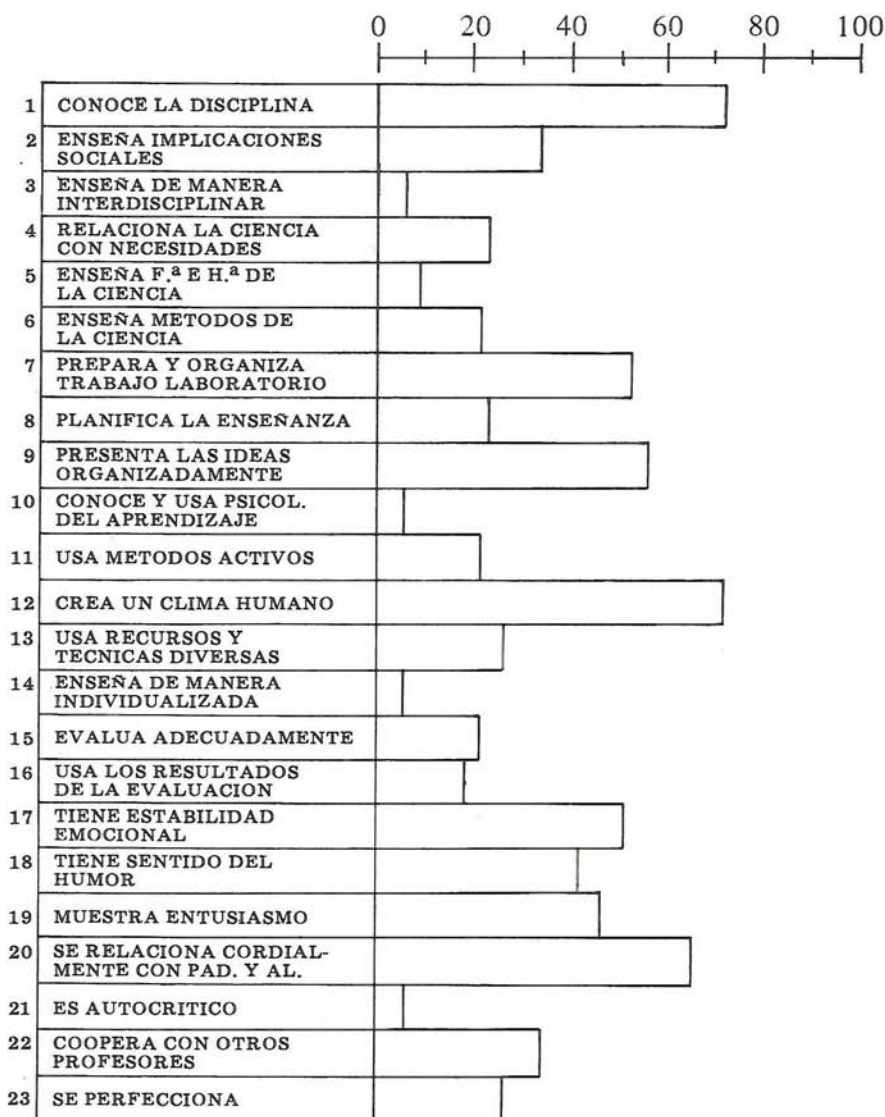 0 20 40 60 80 100
1 CONOCE LA DISCIPLINA
2 ENSEÑA IMPLICACIONES
SOCIALES
3 ENSEÑA DE MANERA
INTERDISCIPLINAR
4 RELACIONA LA CIENCIA
CON NECESIDADES
5 ENSEÑA F.ª E H.ª DE
LA CIENCIA
6 ENSEÑA METODOS DE
LA CIENCIA
7 PREPARA Y ORGANIZA
TRABAJO LABORATORIO
8 PLANIFICA LA ENSEÑANZA
9 PRESENTA LAS IDEAS
ORGANIZADAMENTE
10 CONOCE Y USA PSICOL.
DEL APRENDIZAJE
11 USA METODOS ACTIVOS
12 CREA UN CLIMA HUMANO
13 USA RECURSOS Y
TECNICAS DIVERSAS
14 ENSEÑA DE MANERA
INDIVIDUALIZADA
15 EVALUA ADECUADAMENTE
16 USA LOS RESULTADOS
DE LA EVALUACION
17 TIENE ESTABILIDAD
EMOCIONAL
18 TIENE SENTIDO DEL
HUMOR
19 MUESTRA ENTUSIASMO
20 SE RELACIONA CORDIAL-
MENTE CON PAD. Y AL.
21 ES AUTOCRITICO
22 COOPERA CON OTROS
PROFESORES
23 SE PERFECCIONA